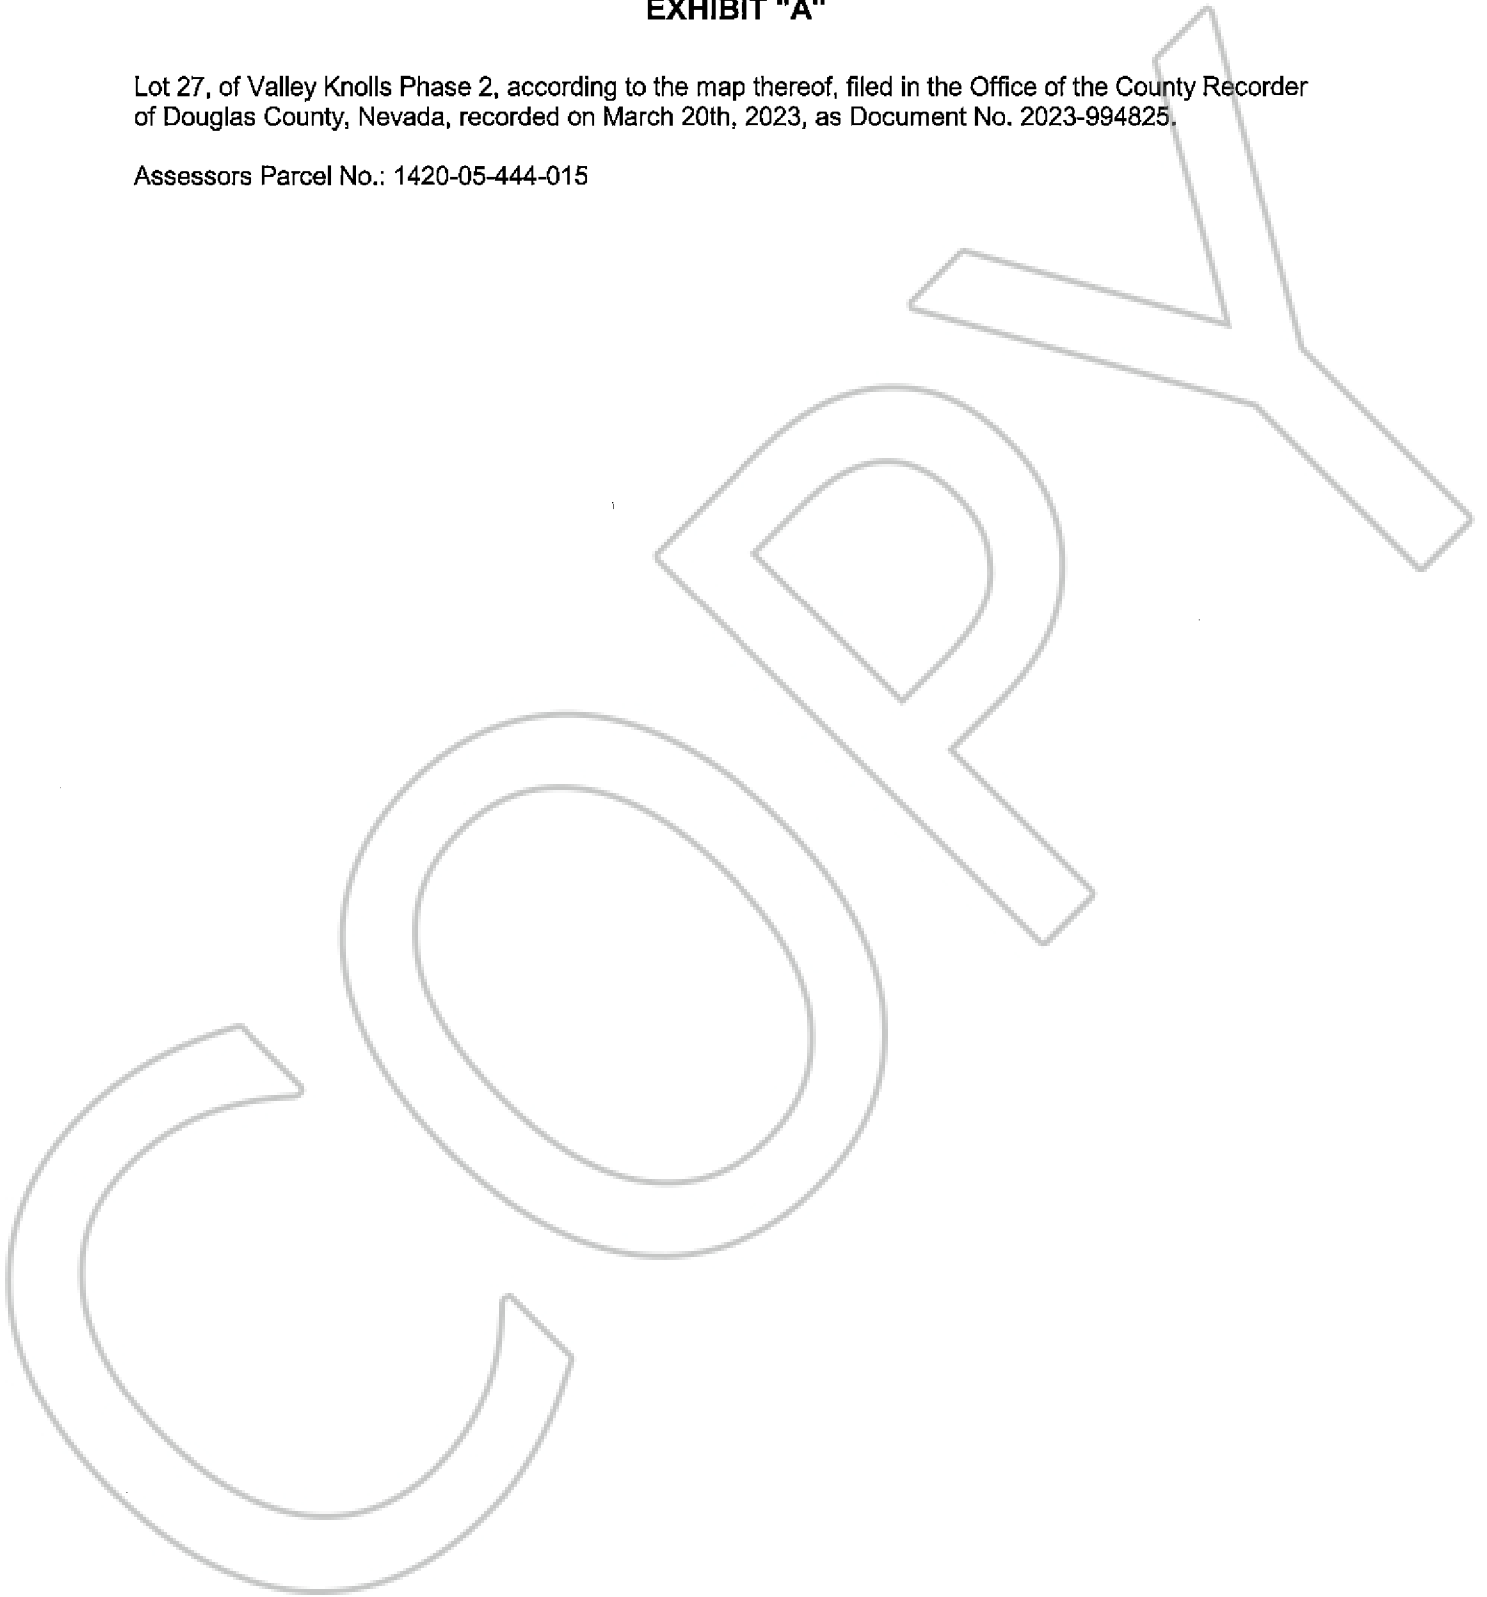 EXHIBIT "A"
Lot 27, of Valley Knolls Phase 2, according to the map thereof, filed in the Office of the County Recorder
of Douglas County, Nevada, recorded on March 20th, 2023, as Document No. 2023-994825.
Assessors Parcel No.: 1420-05-444-015
COPY